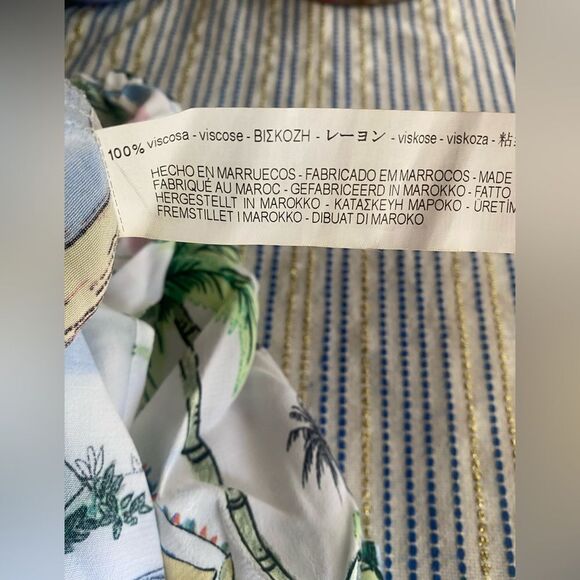 100% viscosa - viscose - ΒΙΣΚΟΖΗ - レーヨン - viskose - viskoza - 粘
HECHO EN MARRUECOS - FABRICADO EM MARROCOS - MADE
FABRIQUÉ AU MAROC - GEFABRICEERD IN MAROKKO - FATTO
HERGESTELLT IN MAROKKO - ΚΑΤΑΣΚΕΥΗ ΜΑΡΟΚΟ - ÜRETİM
FREMSTILLET I MAROKKO - DIBUAT DI MAROKO